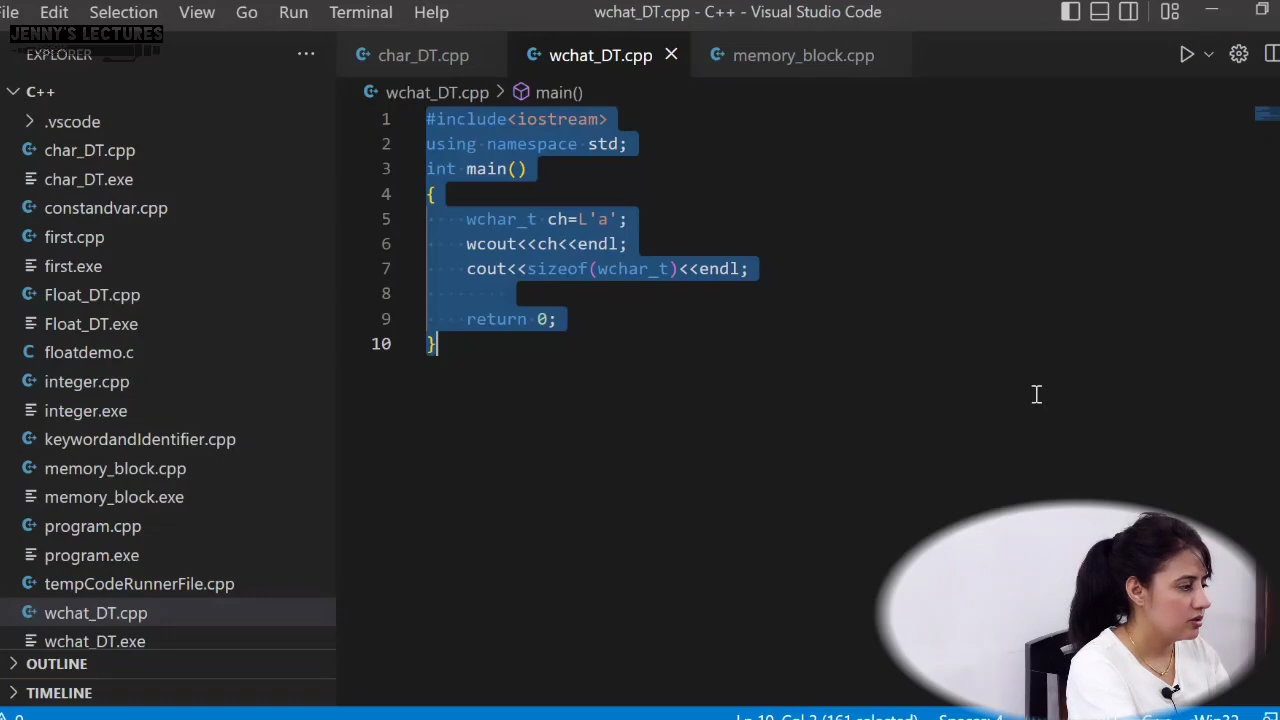 File Edit Selection View Go Run Terminal Help
wchat_DT.cpp - C++ - Visual Studio Code
JENNY'S LECTURES
EXPLORER
char_DT.cpp
wchat_DT.cpp
memory_block.cpp
wchat_DT.cpp > main()
C++
.vscode
char_DT.cpp
char_DT.exe
constandvar.cpp
first.cpp
first.exe
Float_DT.cpp
Float_DT.exe
floatdemo.c
integer.cpp
integer.exe
keywordandIdentifier.cpp
memory_block.cpp
memory_block.exe
program.cpp
program.exe
tempCodeRunnerFile.cpp
wchat_DT.cpp
wchat_DT.exe
OUTLINE
TIMELINE
1 #include<iostream>
2 using namespace std;
3 int main()
4 {
5 wchar_t ch=L'a';
6 wcout<<ch<<endl;
7 cout<<sizeof(wchar_t)<<endl;
8
9 return 0;
10 }